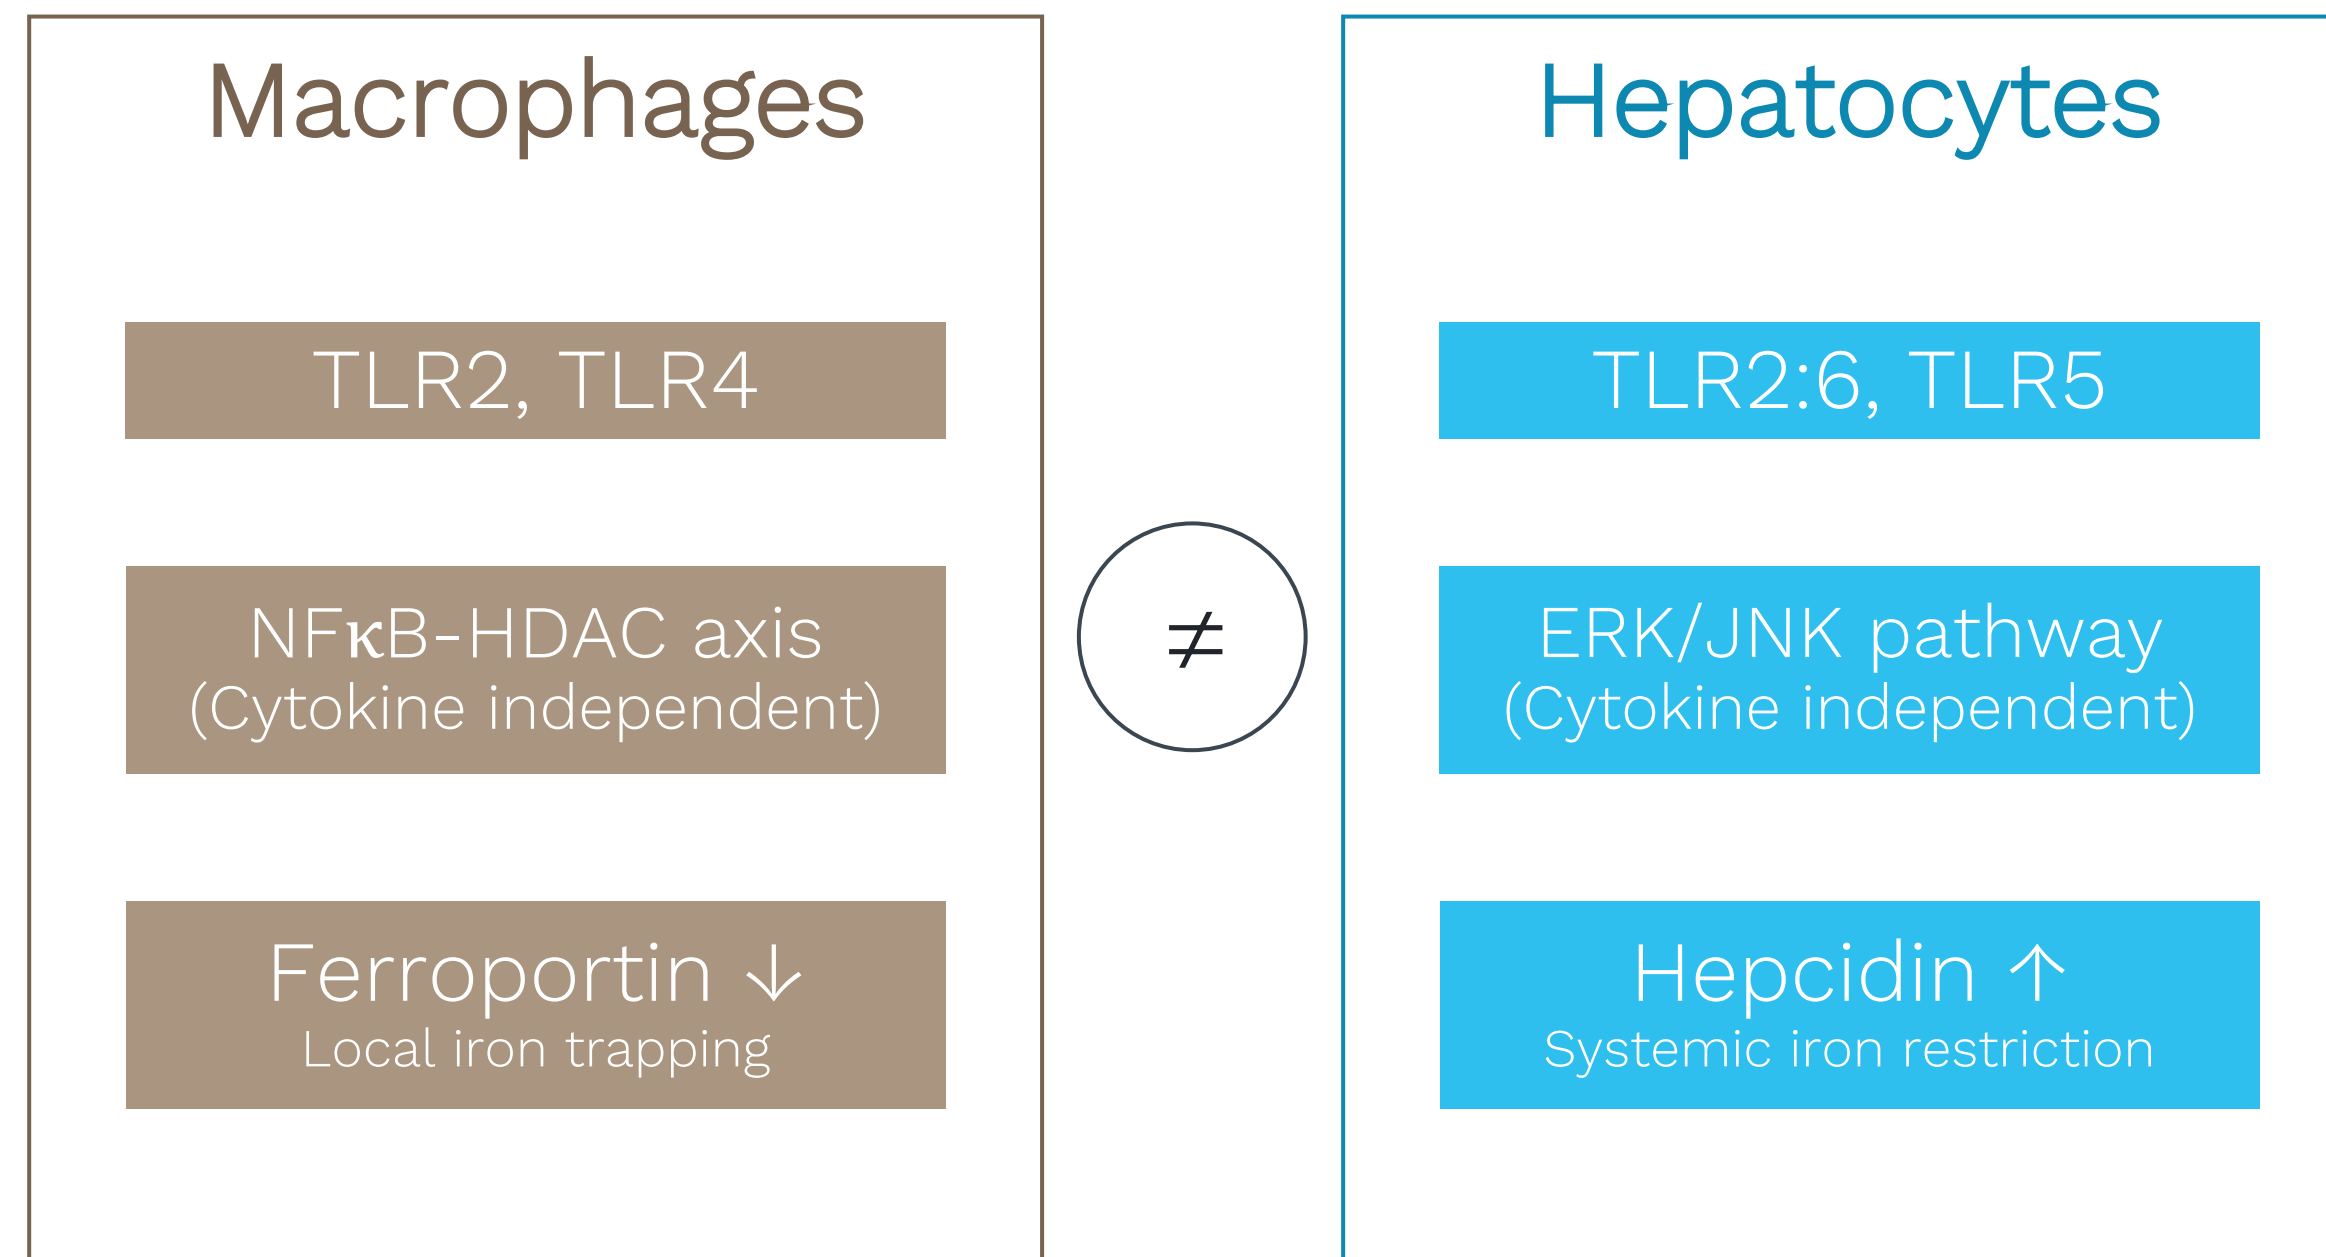 Macrophages
TLR2, TLR4
NFκB-HDAC axis
(Cytokine independent)
Ferroportin ↓
Local iron trapping
≠
Hepatocytes
TLR2:6, TLR5
ERK/JNK pathway
(Cytokine independent)
Hepcidin ↑
Systemic iron restriction